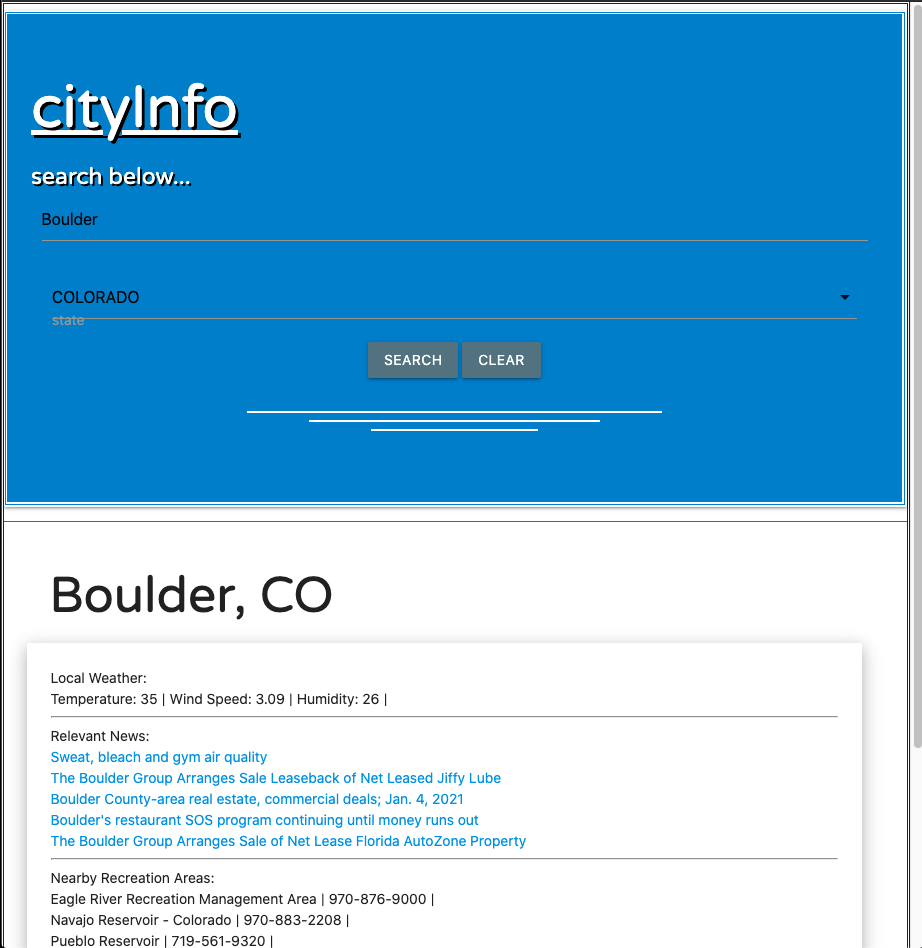 cityInfo
search below...
Boulder
COLORADO
state
SEARCH CLEAR
Boulder, CO
Local Weather:
Temperature: 35 | Wind Speed: 3.09 | Humidity: 26 |
Relevant News:
Sweat, bleach and gym air quality
The Boulder Group Arranges Sale Leaseback of Net Leased Jiffy Lube
Boulder County-area real estate, commercial deals; Jan. 4, 2021
Boulder's restaurant SOS program continuing until money runs out
The Boulder Group Arranges Sale of Net Lease Florida AutoZone Property
Nearby Recreation Areas:
Eagle River Recreation Management Area | 970-876-9000 |
Navajo Reservoir - Colorado | 970-883-2208 |
Pueblo Reservoir | 719-561-9320 |